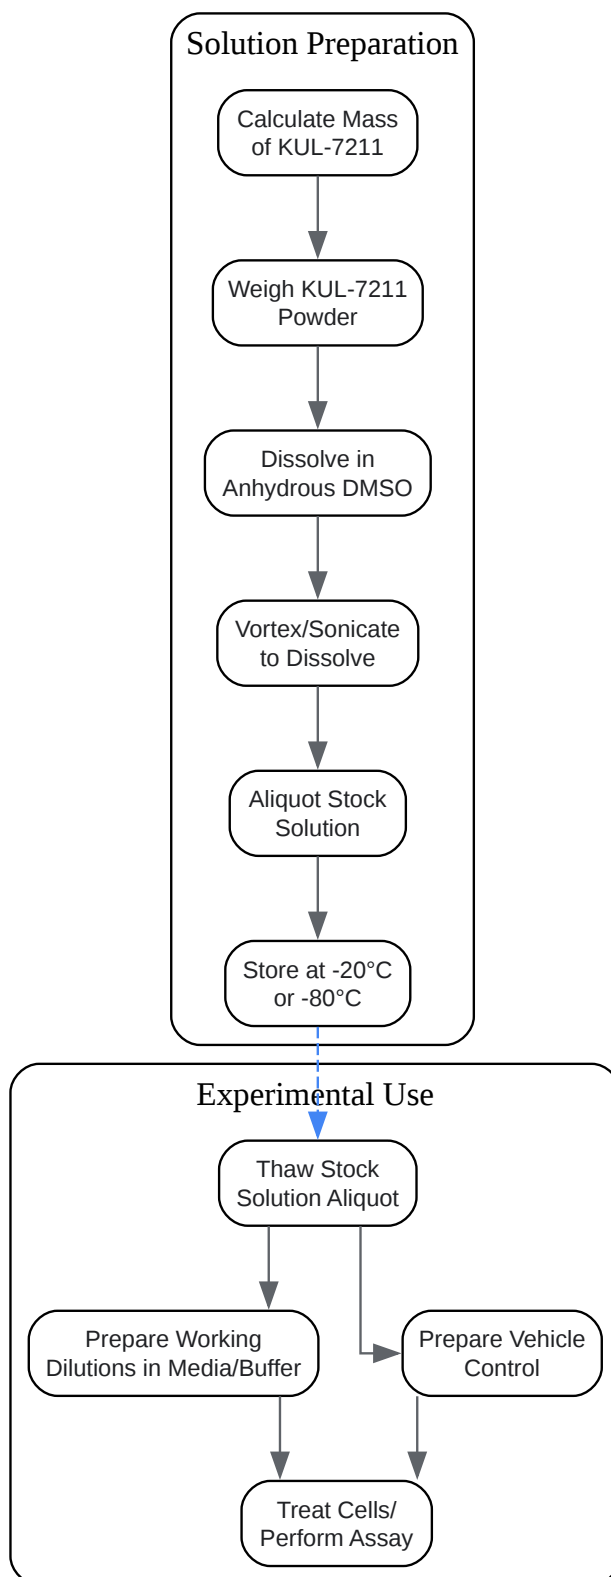 Solution Preparation
Calculate Mass
of KUL-7211
Weigh KUL-7211
Powder
Dissolve in
Anhydrous DMSO
Vortex/Sonicate
to Dissolve
Aliquot Stock
Solution
Store at -20°C
or -80°C
Experimental Use
Thaw Stock
Solution Aliquot
Prepare Working
Dilutions in Media/Buffer
Prepare Vehicle
Control
Treat Cells/
Perform Assay